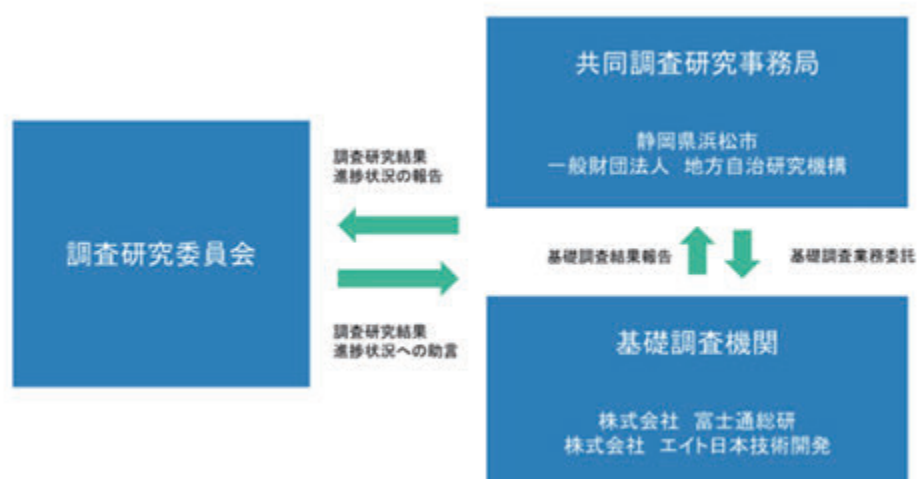 共同調査研究事務局
静岡県浜松市
一般財団法人 地方自治研究機構
調査研究結果
進捗状況の報告
調査研究委員会
基礎調査結果報告
基礎調査業務委託
調査研究結果
進捗状況への助言
基礎調査機関
株式会社 富士通総研
株式会社 エイト日本技術開発